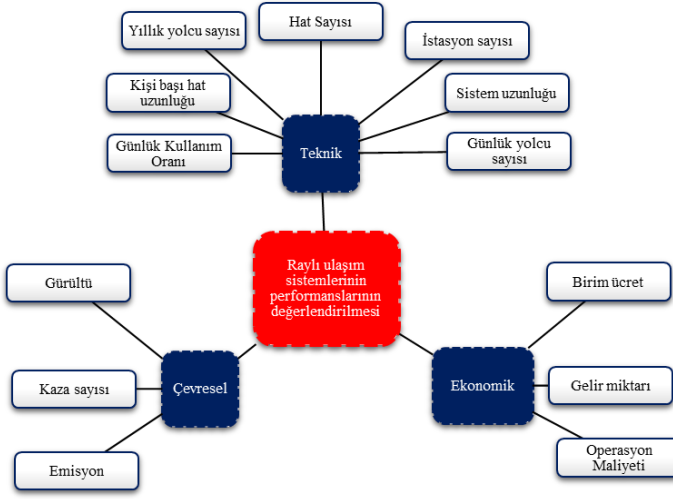 Hat Sayısı
Yıllık yolcu sayısı
İstasyon sayısı
Kişi başı hat
uzunluğu
Sistem uzunluğu
Günlük Kullanım
Oranı
Teknik
Günlük yolcu
sayısı
Raylı ulaşım
sistemlerinin
performanslarının
değerlendirilmesi
Gürültü
Birim ücret
Kaza sayısı
Çevresel
Ekonomik
Gelir miktarı
Emisyon
Operasyon
Maliyeti